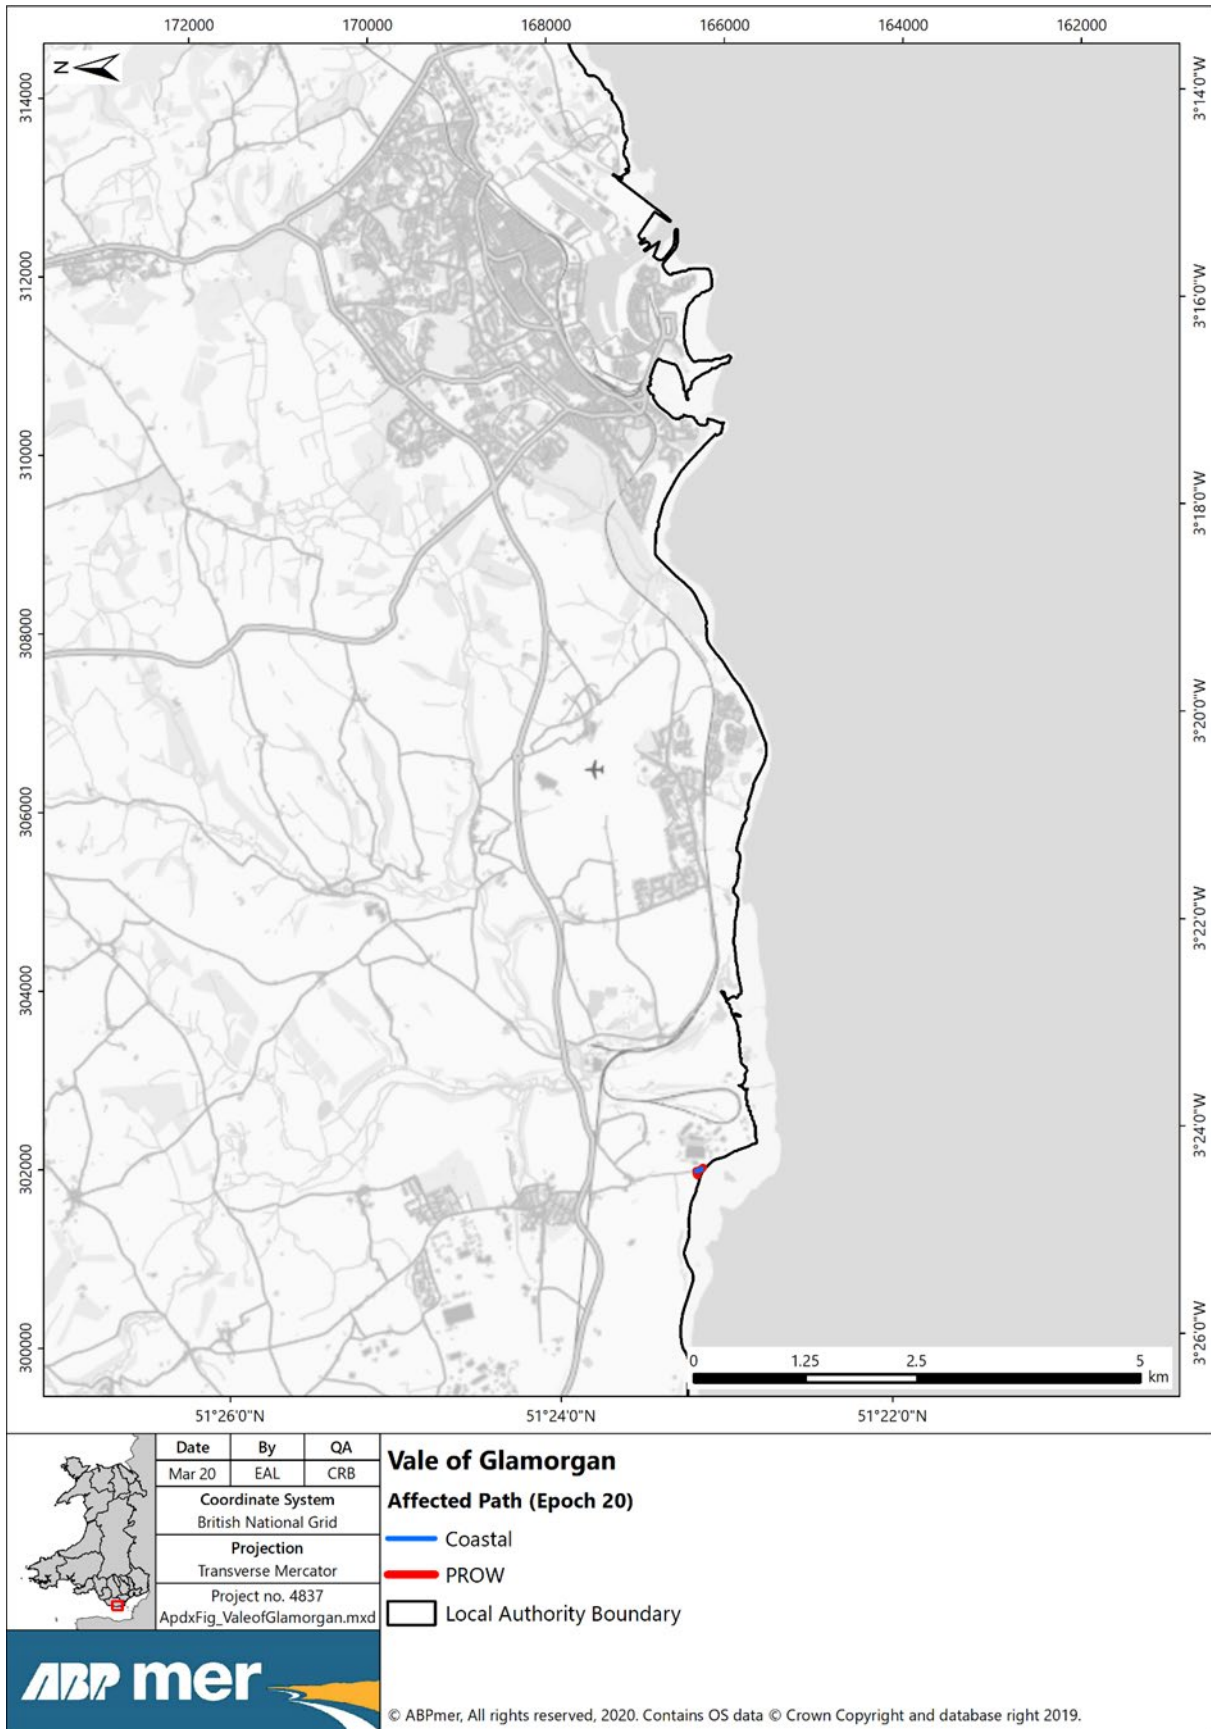 172000 170000 168000 166000 164000 162000
N
314000
312000
310000
308000
306000
304000
302000
300000
3°14'0"W
3°16'0"W
3°18'0"W
3°20'0"W
3°22'0"W
3°24'0"W
3°26'0"W
0 1.25 2.5 5
km
51°26'0"N 51°24'0"N 51°22'0"N
Date By QA
Mar 20 EAL CRB
Coordinate System
British National Grid
Projection
Transverse Mercator
Project no. 4837
ApdxFig_ValeofGlamorgan.mxd
ABP mer
Vale of Glamorgan
Affected Path (Epoch 20)
Coastal
PROW
Local Authority Boundary
© ABPmer, All rights reserved, 2020. Contains OS data © Crown Copyright and database right 2019.